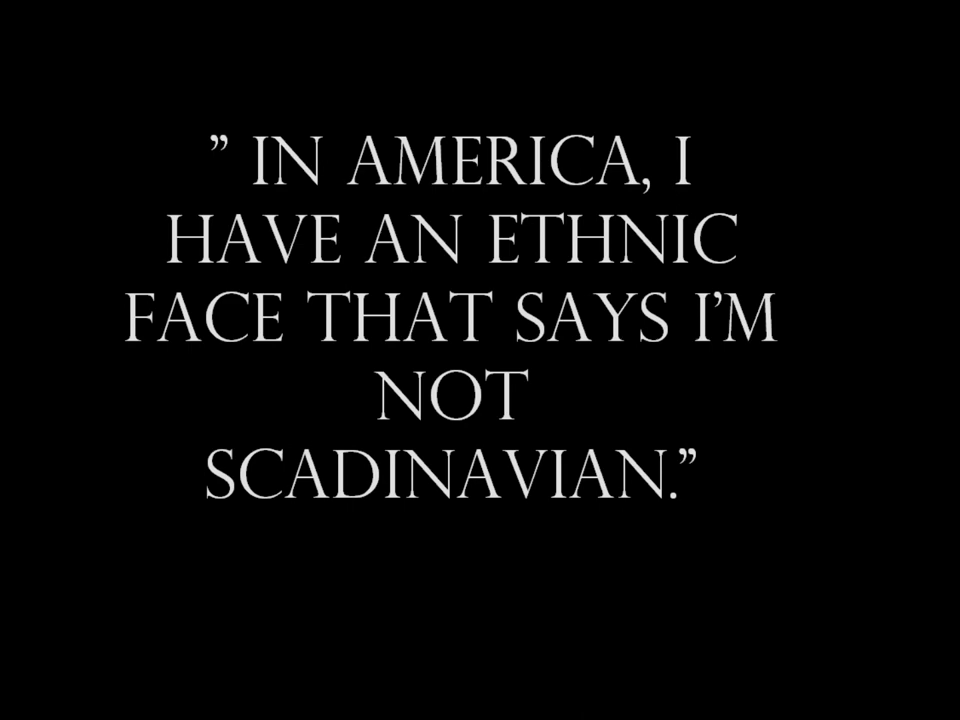 ” IN AMERICA, I
HAVE AN ETHNIC
FACE THAT SAYS I’M
NOT
SCADINAVIAN.”